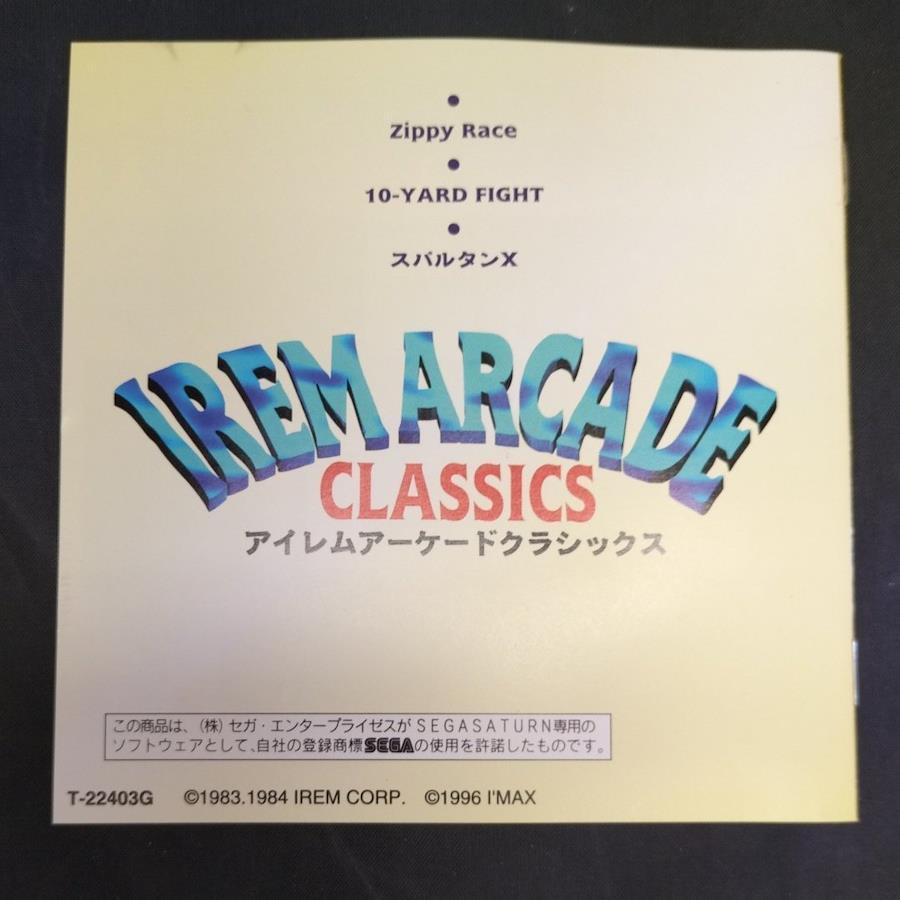 Zippy Race
10-YARD FIGHT
スパルタンX
IREM ARCADE
CLASSICS
アイレムアーケードクラシックス
この商品は、(株)セガ・エンタープライゼスがSEGASATURN専用の
ソフトウェアとして、自社の登録商標SEGAの使用を許諾したものです。
T-22403G ©1983.1984 IREM CORP. ©1996 I'MAX